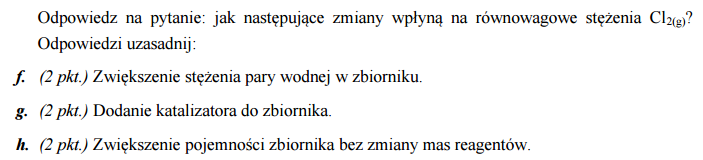 Odpowiedz na pytanie: jak następujące zmiany wpłyną na równowagowe stężenia Cl₂₍g₎?
Odpowiedzi uzasadnij:
f. (2 pkt.) Zwiększenie stężenia pary wodnej w zbiorniku.
g. (2 pkt.) Dodanie katalizatora do zbiornika.
h. (2 pkt.) Zwiększenie pojemności zbiornika bez zmiany mas reagentów.